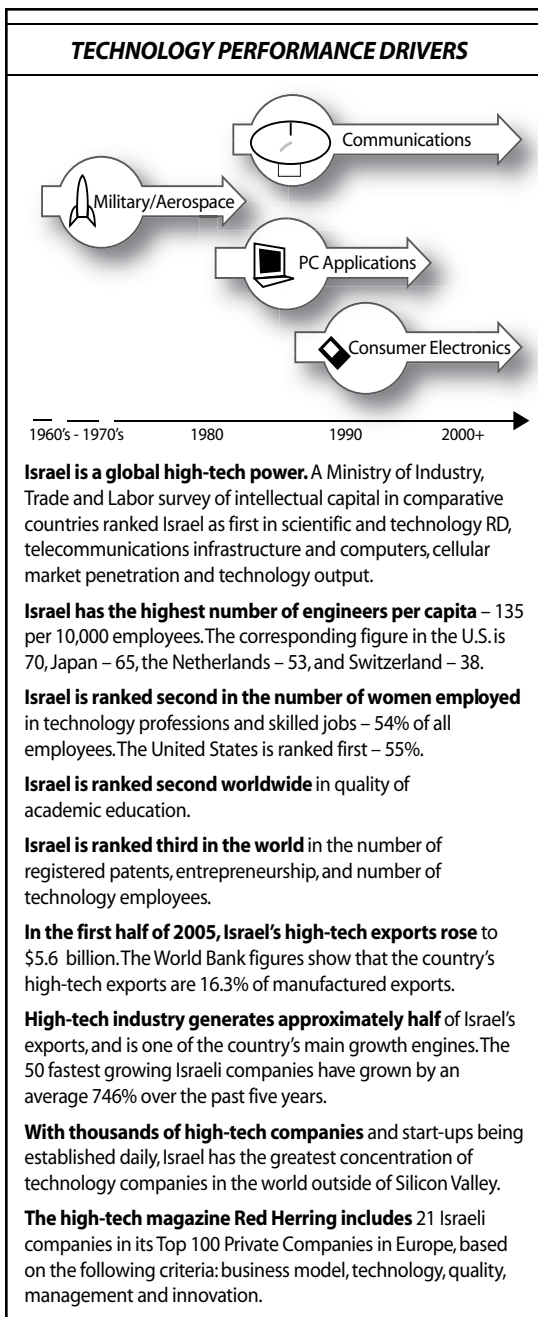 TECHNOLOGY PERFORMANCE DRIVERS
Communications
Military/Aerospace
PC Applications
Consumer Electronics
1960's - 1970's 1980 1990 2000+
Israel is a global high-tech power. A Ministry of Industry,
Trade and Labor survey of intellectual capital in comparative
countries ranked Israel as first in scientific and technology RD,
telecommunications infrastructure and computers, cellular
market penetration and technology output.
Israel has the highest number of engineers per capita – 135
per 10,000 employees. The corresponding figure in the U.S. is
70, Japan – 65, the Netherlands – 53, and Switzerland – 38.
Israel is ranked second in the number of women employed
in technology professions and skilled jobs – 54% of all
employees. The United States is ranked first – 55%.
Israel is ranked second worldwide in quality of
academic education.
Israel is ranked third in the world in the number of
registered patents, entrepreneurship, and number of
technology employees.
In the first half of 2005, Israel's high-tech exports rose to
$5.6 billion. The World Bank figures show that the country's
high-tech exports are 16.3% of manufactured exports.
High-tech industry generates approximately half of Israel's
exports, and is one of the country's main growth engines. The
50 fastest growing Israeli companies have grown by an
average 746% over the past five years.
With thousands of high-tech companies and start-ups being
established daily, Israel has the greatest concentration of
technology companies in the world outside of Silicon Valley.
The high-tech magazine Red Herring includes 21 Israeli
companies in its Top 100 Private Companies in Europe, based
on the following criteria: business model, technology, quality,
management and innovation.